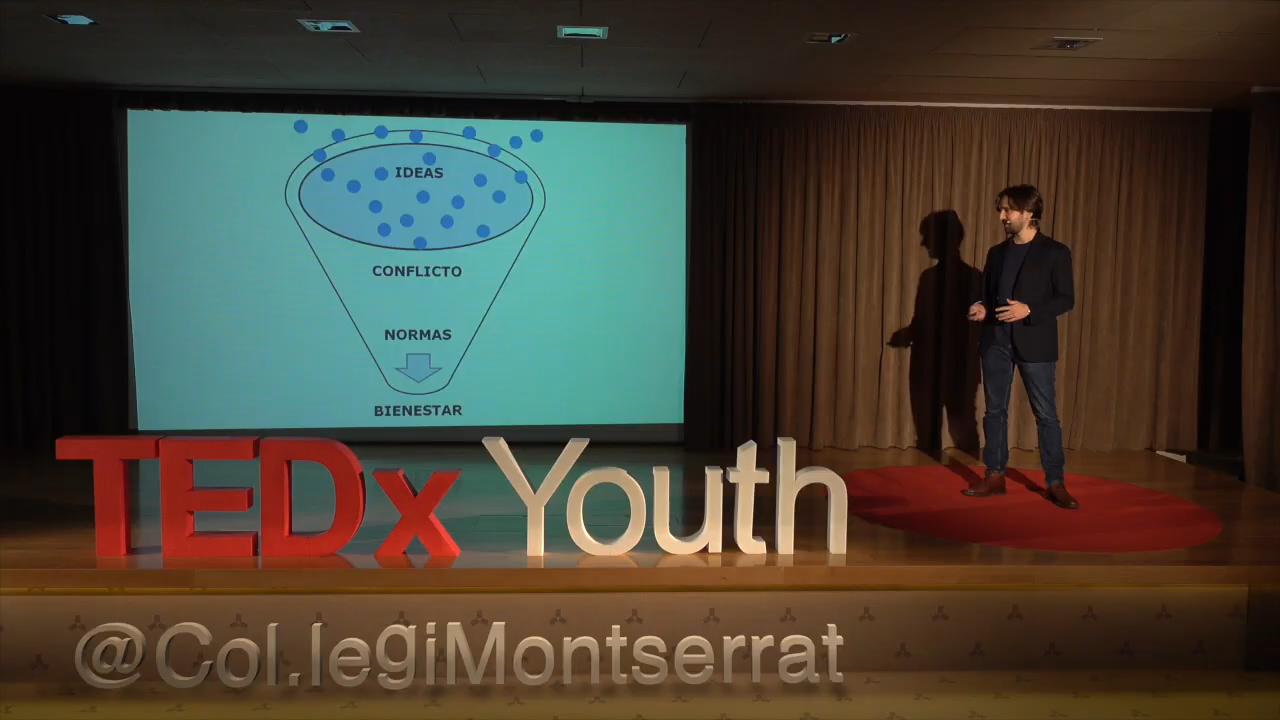 IDEAS
CONFLICTO
NORMAS
BIENESTAR
TEDx Youth
@Col.legiMontserrat